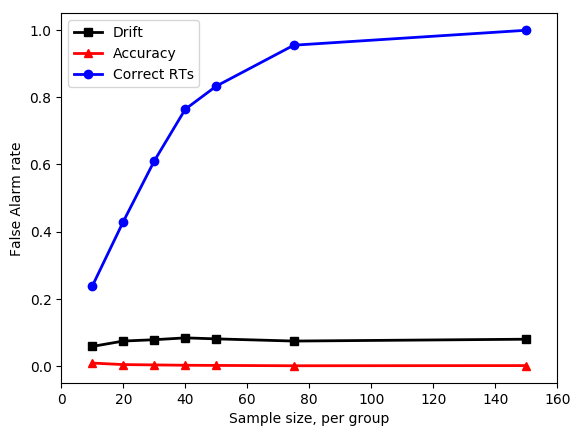 Drift
Accuracy
Correct RTs
False Alarm rate
1.0
0.8
0.6
0.4
0.2
0.0
0 20 40 60 80 100 120 140 160
Sample size, per group